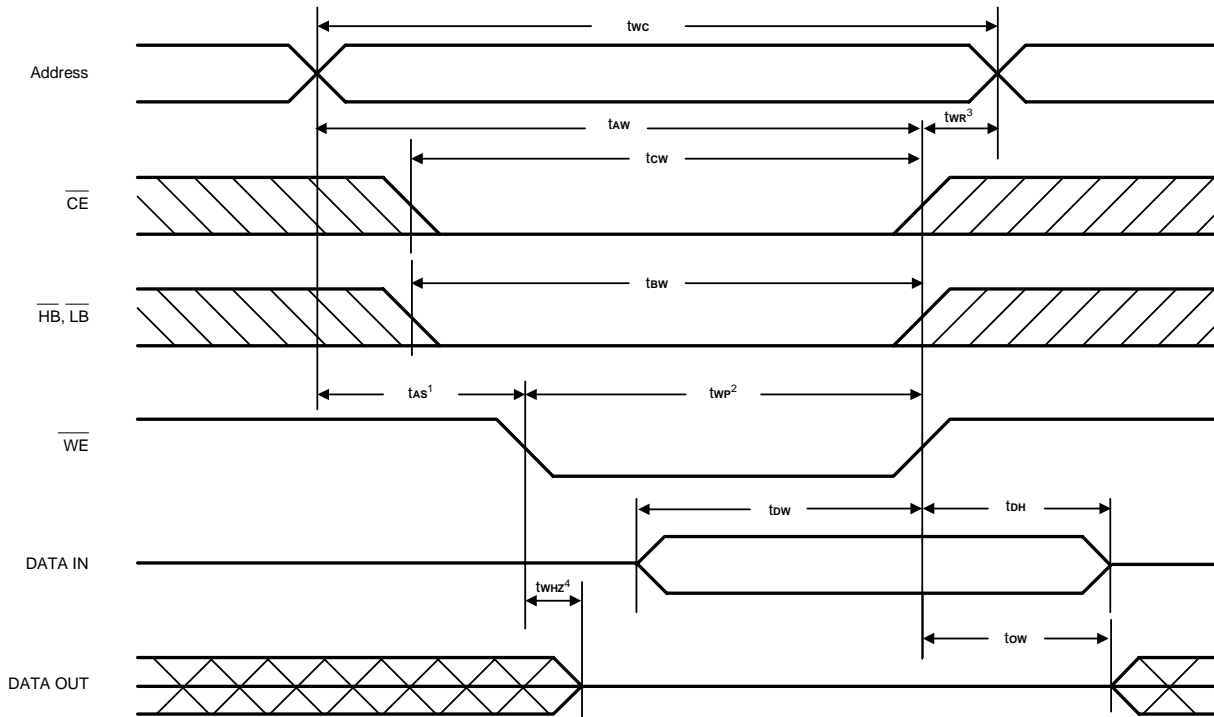 tWC
Address
tAW
tWR3
tCW
CE
tBW
HB, LB
tAS1
tWP2
WE
tDW
tDH
DATA IN
tWHZ4
tOW
DATA OUT